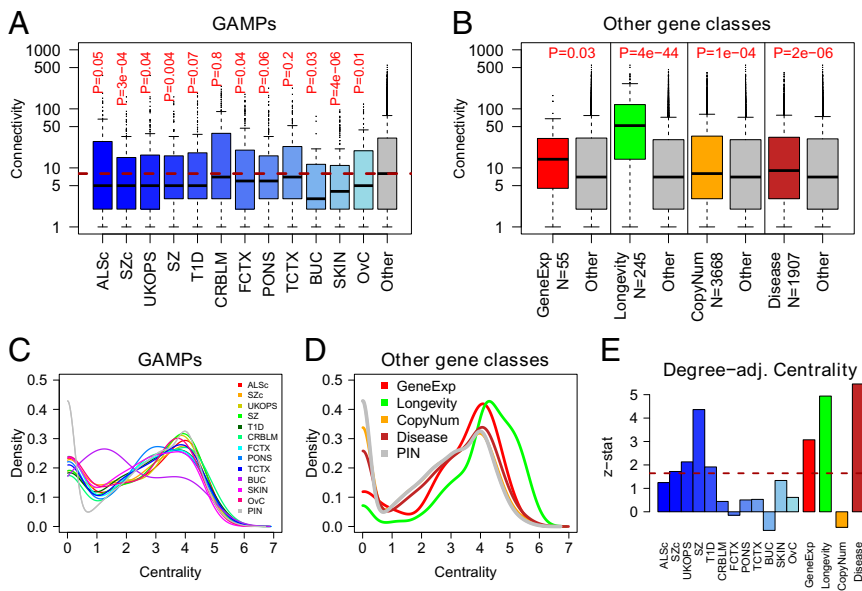 A
GAMPs
Connectivity
1000
500
100
50
10
5
1
P=0.05
P=3e-04
P=0.04
P=0.004
P=0.07
P=0.8
P=0.04
P=0.06
P=0.2
P=0.03
P=4e-06
P=0.01
ALSc
SZc
UKOPS
SZ
T1D
CRBLM
FCTX
PONS
TCTX
BUC
SKIN
OvC
Other
B
Other gene classes
Connectivity
1000
500
100
50
10
5
1
P=0.03
P=4e-44
P=1e-04
P=2e-06
GeneExp
N=55
Other
Longevity
N=245
Other
CopyNum
N=3668
Other
Disease
N=1907
Other
C
GAMPs
Density
0.5
0.4
0.3
0.2
0.1
0.0
ALSc
SZc
UKOPS
SZ
T1D
CRBLM
FCTX
PONS
TCTX
BUC
SKIN
OvC
PIN
0 1 2 3 4 5 6 7
Centrality
D
Other gene classes
Density
0.5
0.4
0.3
0.2
0.1
0.0
GeneExp
Longevity
CopyNum
Disease
PIN
0 1 2 3 4 5 6 7
Centrality
E
Degree-adj. Centrality
z-stat
5
4
3
2
1
0
ALSc
SZc
UKOPS
SZ
T1D
CRBLM
FCTX
PONS
TCTX
BUC
SKIN
OvC
GeneExp
Longevity
CopyNum
Disease